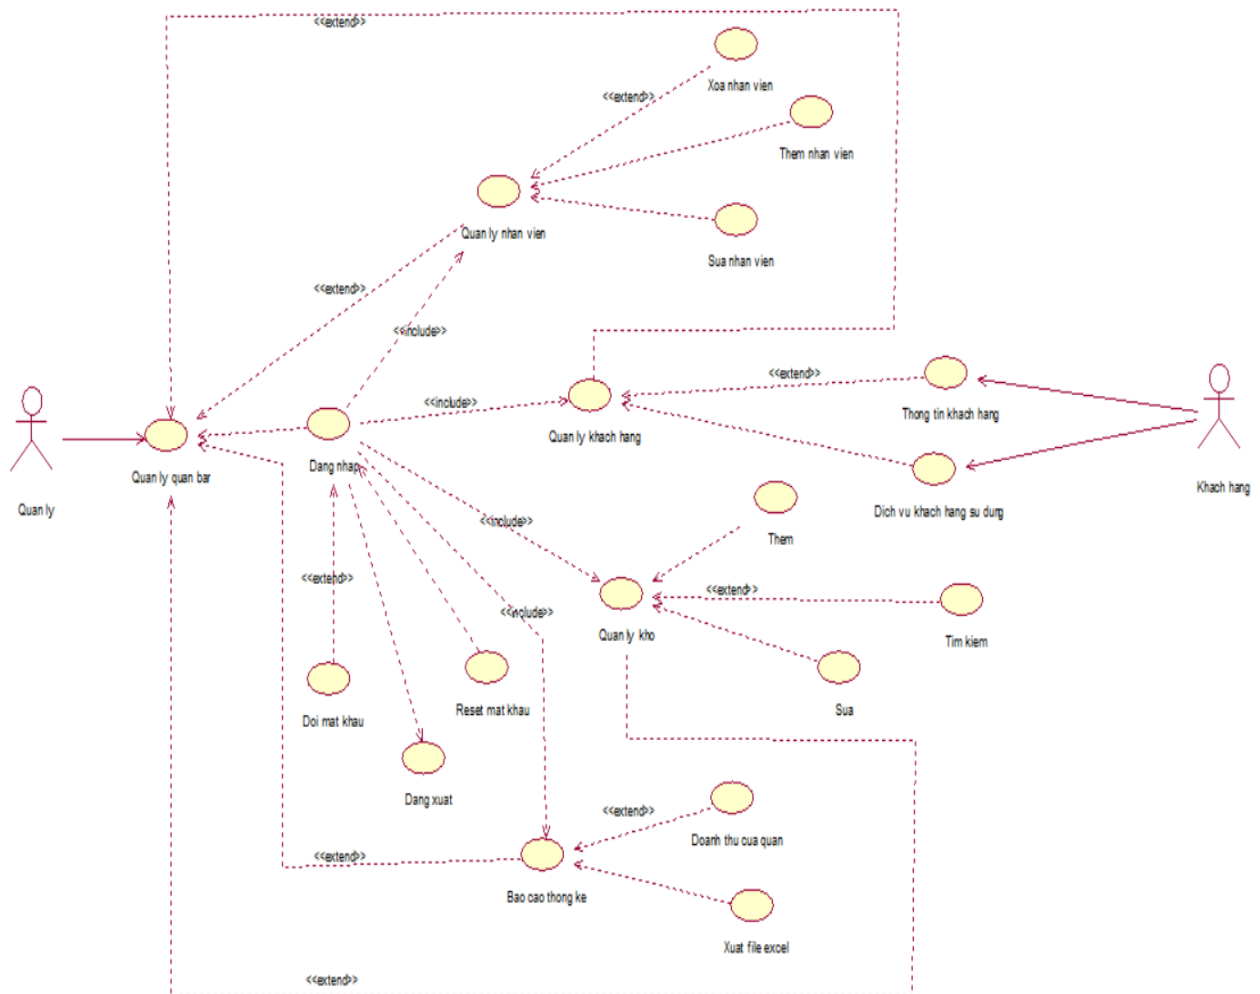 <<extend>>
Xoa nhan vien
<<extend>>
Them nhan vien
Quan ly nhan vien
Sua nhan vien
<<extend>>
<<include>>
<<extend>>
Thong tin khach hang
<<include>>
Quan ly khach hang
Dang nhap
Quan ly quan bar
Khach hang
Quan ly
Dich vu khach hang su dung
<<include>>
Them
<<extend>>
<<extend>>
<<include>>
Quan ly kho
Tim kiem
Doi mat khau
Reset mat khau
Sua
Dang xuat
<<extend>>
Doanh thu cua quan
<<extend>>
Bao cao thong ke
Xuat file excel
<<extend>>